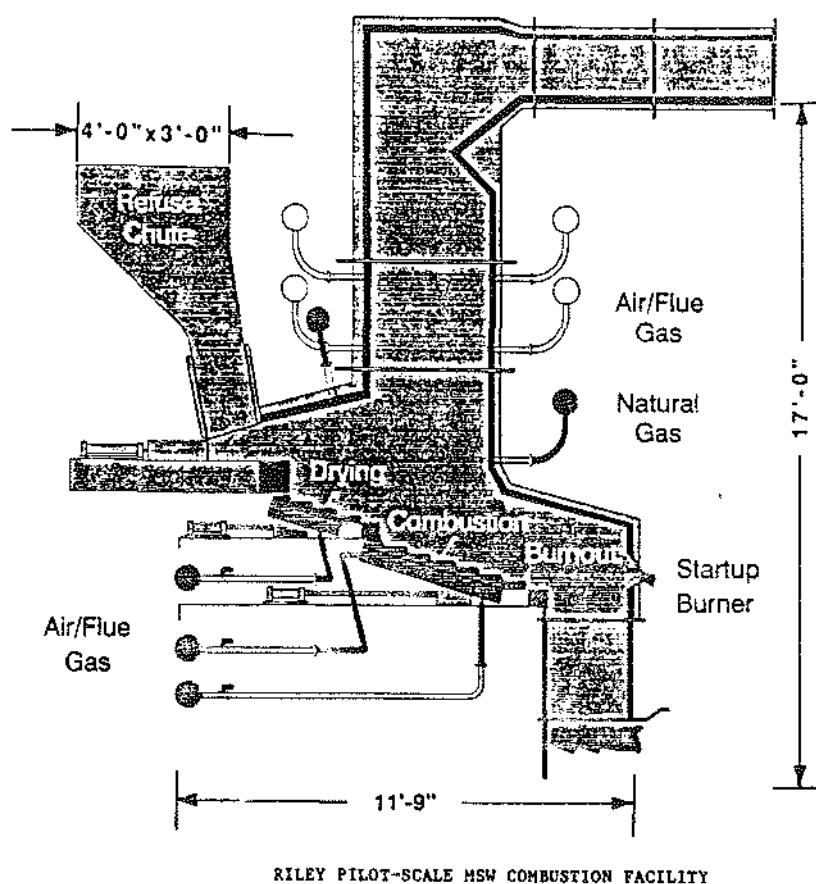 4'-0"x3'-0"
Refuse
Chute
Air/Flue
Gas
Natural
Gas
17'-0"
Drying
Combustion
Burnout
Startup
Burner
Air/Flue
Gas
11'-9"
RILEY PILOT-SCALE MSW COMBUSTION FACILITY